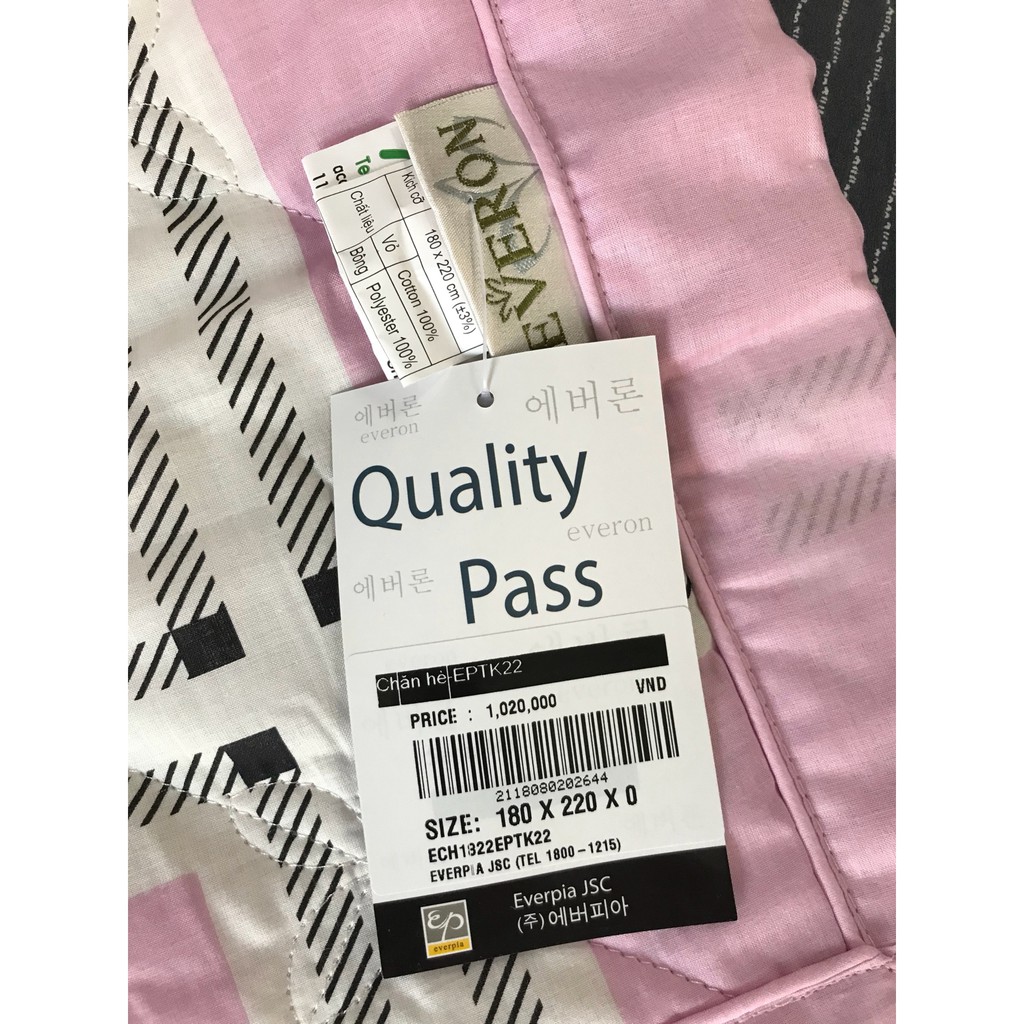 EVERON
Kích cỡ 180 x 220 cm (±3%)
Chất liệu Vỏ Cotton 100%
Bông Polyester 100%
에버론 에버론
everon
Quality
everon
에버론 Pass
Chăn hè-EPTK22
PRICE : 1,020,000 VND
2118080202644
SIZE: 180 X 220 X 0
ECH1822EPTK22
EVERPIA JSC (TEL 1800-1215)
Everpia JSC
(주)에버피아
ep
everpia